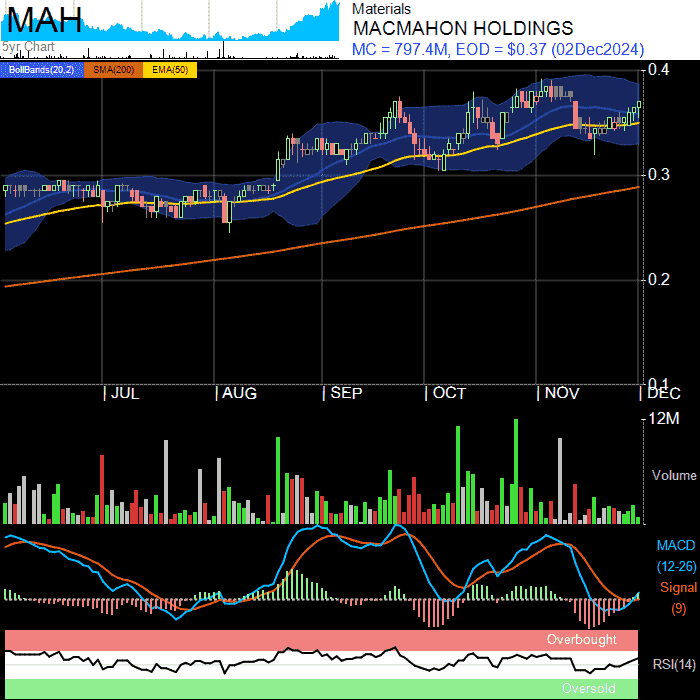 MAH
5yr Chart
Materials
MACMAHON HOLDINGS
MC = 797.4M, EOD = $0.37 (02Dec2024)
BollBands(20,2) SMA(200) EMA(50)
0.4
0.3
0.2
0.1
JUL AUG SEP OCT NOV DEC
12M
Volume
MACD
(12-26)
Signal
(9)
Overbought
RSI(14)
Oversold